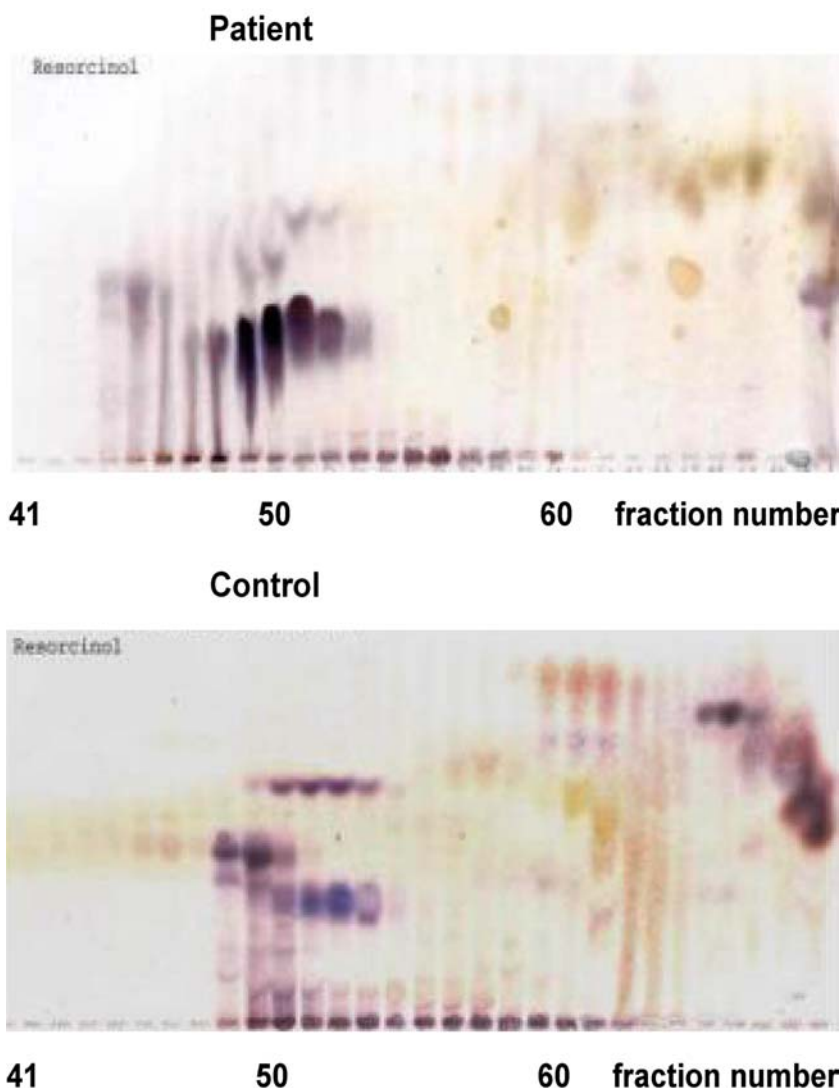 Patient
Resorcinol
41 50 60 fraction number
Control
Resorcinol
41 50 60 fraction number